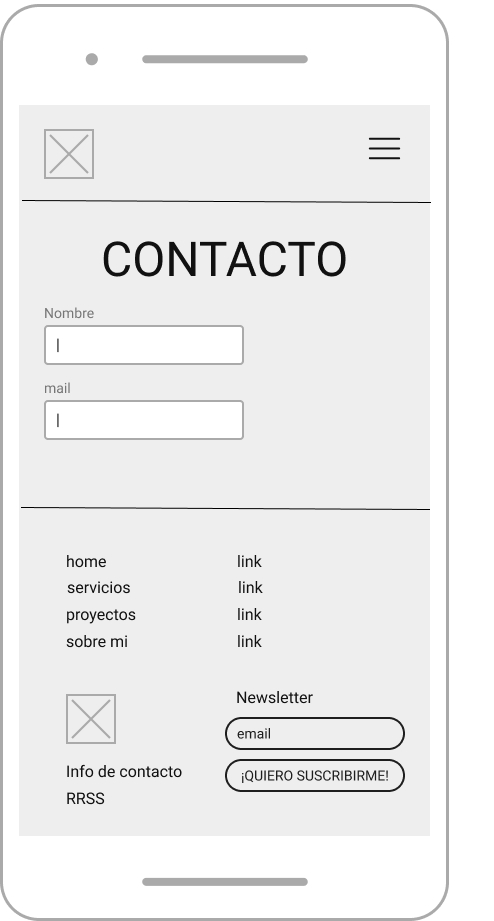 CONTACTO
Nombre
mail
home
servicios
proyectos
sobre mi
link
link
link
link
Info de contacto
RRSS
Newsletter
email
¡QUIERO SUSCRIBIRME!